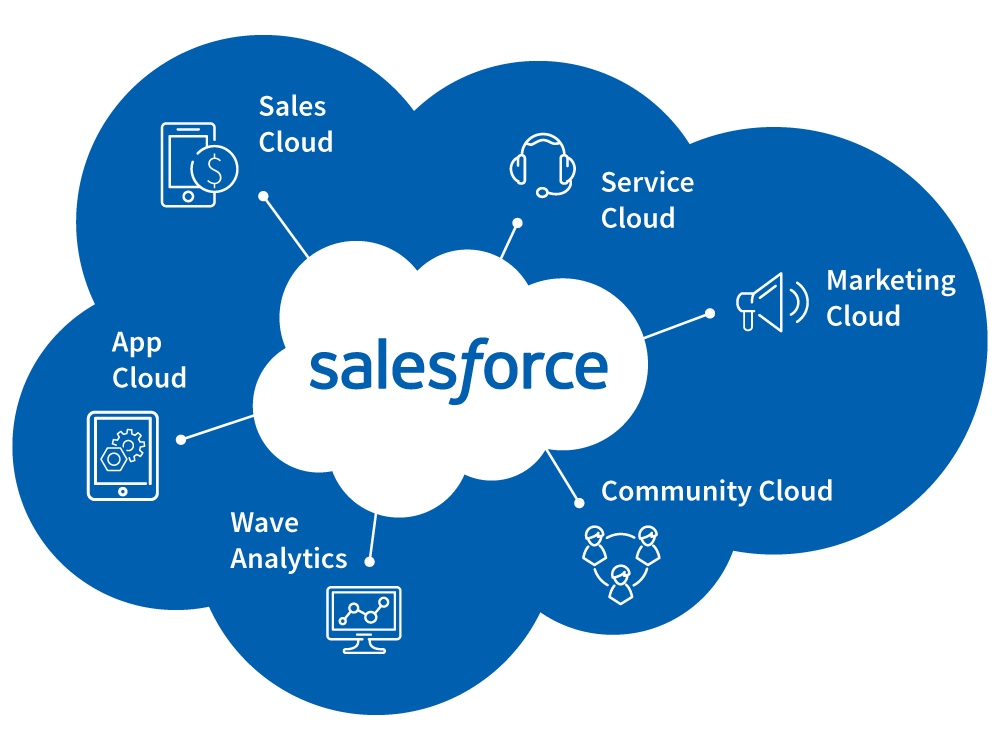 Sales
Cloud
Service
Cloud
Marketing
Cloud
App
Cloud
salesforce
Community Cloud
Wave
Analytics
$